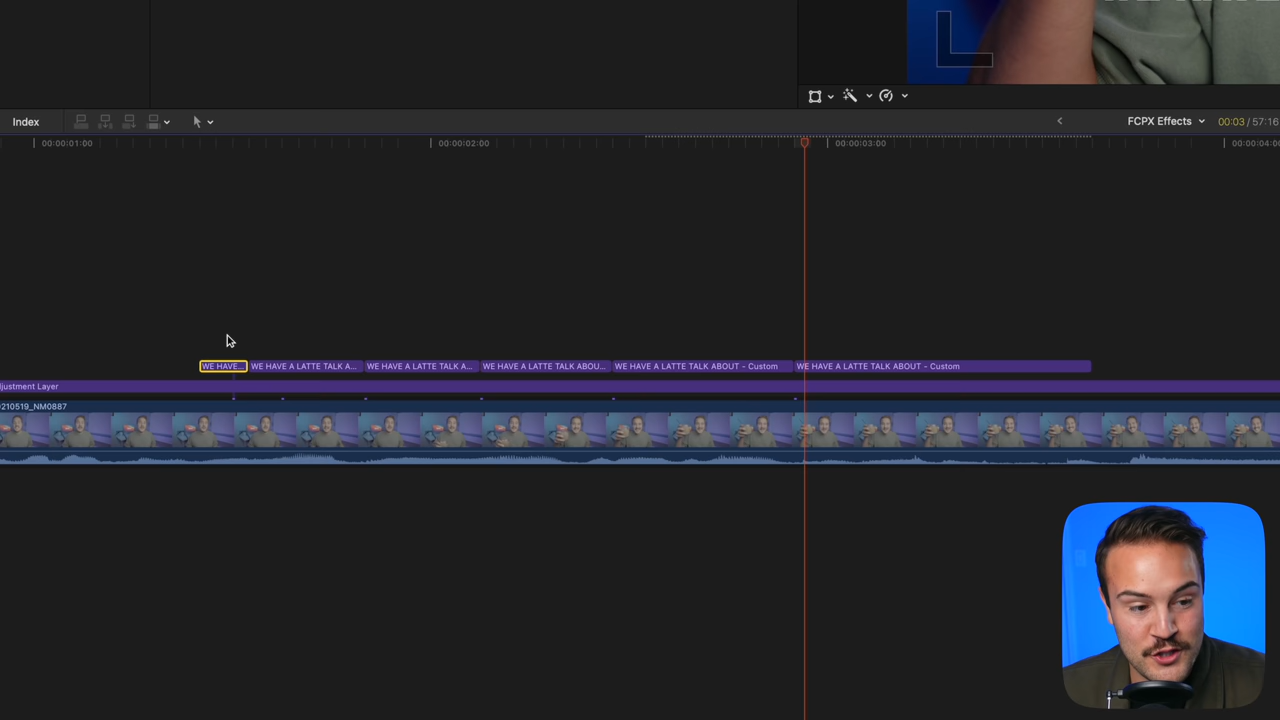 Index
FCPX Effects
00:03 / 57:16
00:00:01:00
00:00:02:00
00:00:03:00
00:00:04:00
WE HAVE...
WE HAVE A LATTE TALK A...
WE HAVE A LATTE TALK A...
WE HAVE A LATTE TALK ABOU...
WE HAVE A LATTE TALK ABOUT - Custom
WE HAVE A LATTE TALK ABOUT - Custom
djustment Layer
210519_NM0887